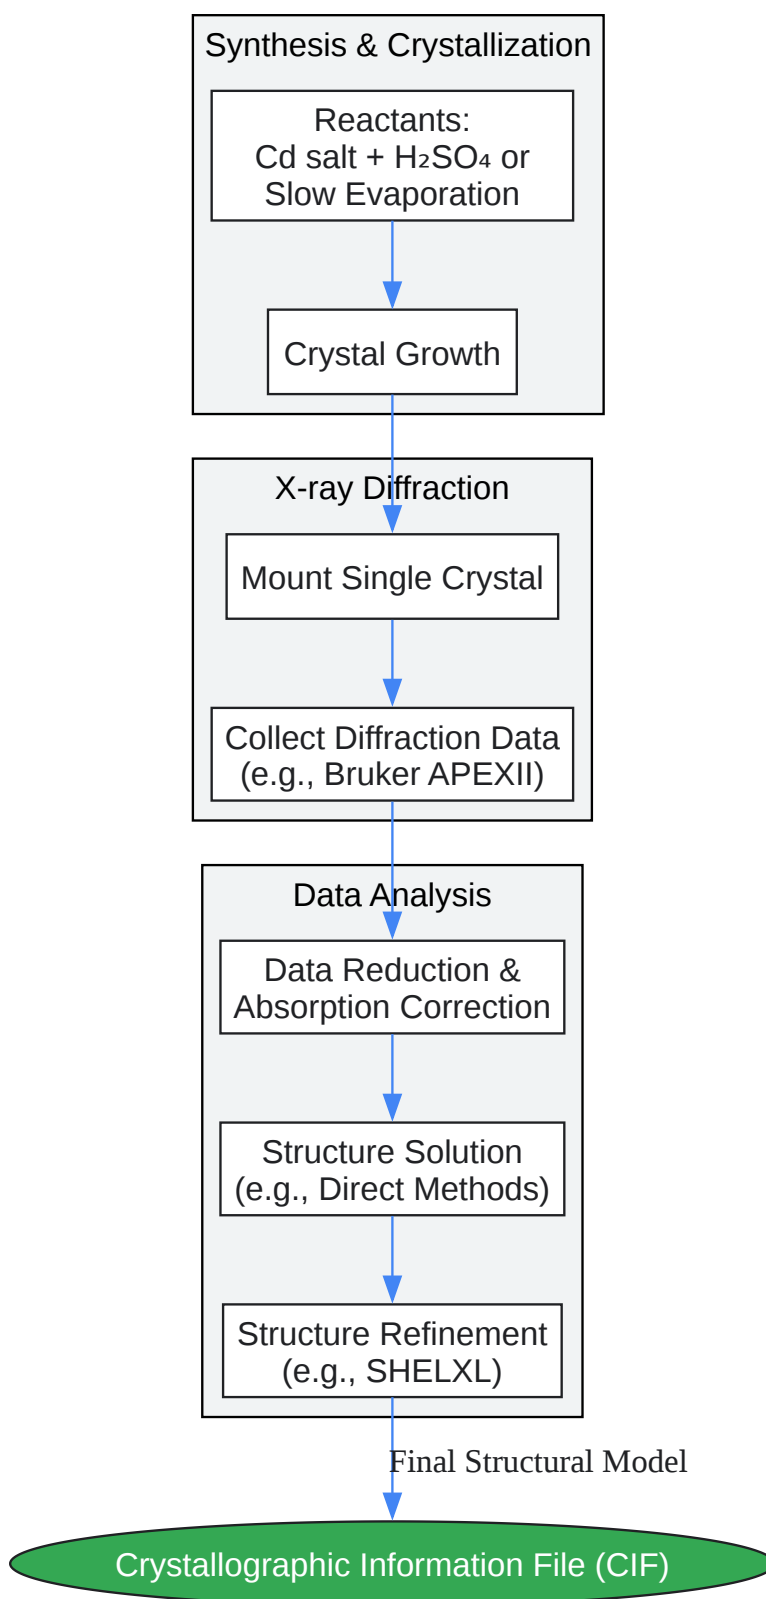 Synthesis & Crystallization
Reactants:
Cd salt + H₂SO₄ or
Slow Evaporation
Crystal Growth
X-ray Diffraction
Mount Single Crystal
Collect Diffraction Data
(e.g., Bruker APEXII)
Data Analysis
Data Reduction &
Absorption Correction
Structure Solution
(e.g., Direct Methods)
Structure Refinement
(e.g., SHELXL)
Final Structural Model
Crystallographic Information File (CIF)